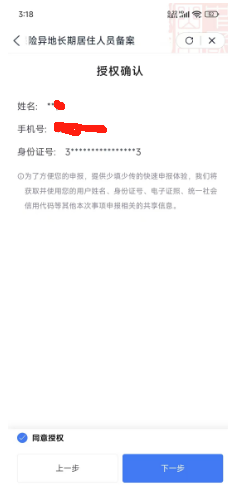 3:18
险异地长期居住人员备案
授权确认
姓名: **
手机号:
身份证号: 3****************3
为了方便您的申报，提供少填少传的快速申报体验，我们将
获取并使用您的用户姓名、身份证号、电子证照、统一社会
信用代码等其他本次事项申报相关的共享信息。
同意授权
上一步
下一步